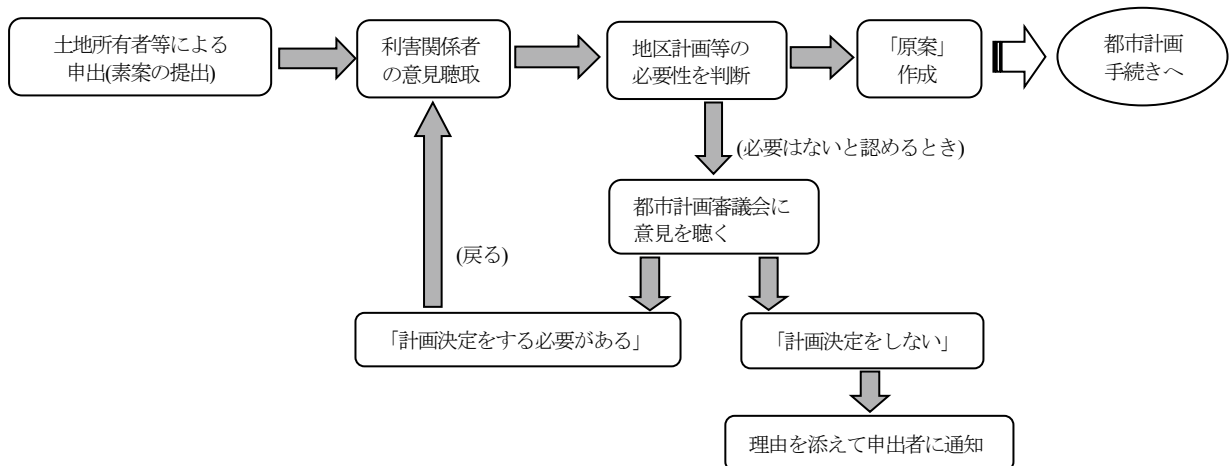 土地所有者等による
申出(素案の提出)
利害関係者
の意見聴取
地区計画等の
必要性を判断
「原案」
作成
都市計画
手続きへ
(必要はないと認めるとき)
都市計画審議会に
意見を聴く
(戻る)
「計画決定をする必要がある」
「計画決定をしない」
理由を添えて申出者に通知